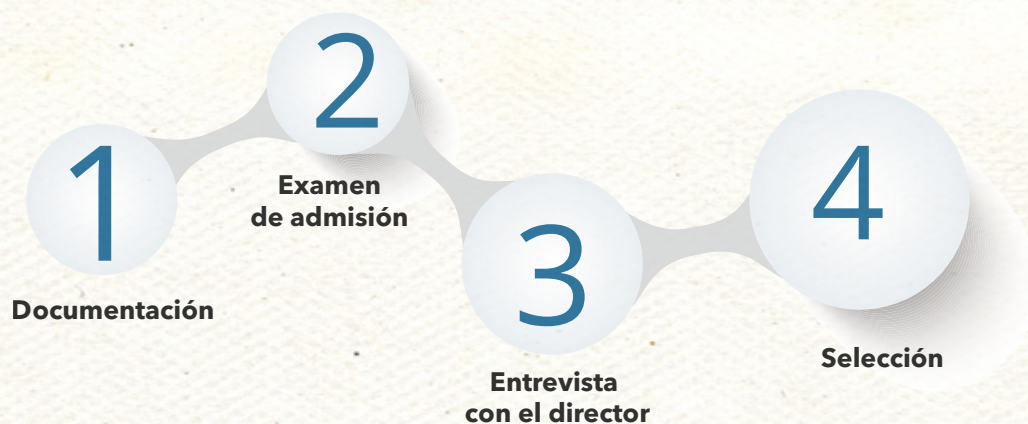 1
Documentación
2
Examen
de admisión
3
Entrevista
con el director
4
Selección